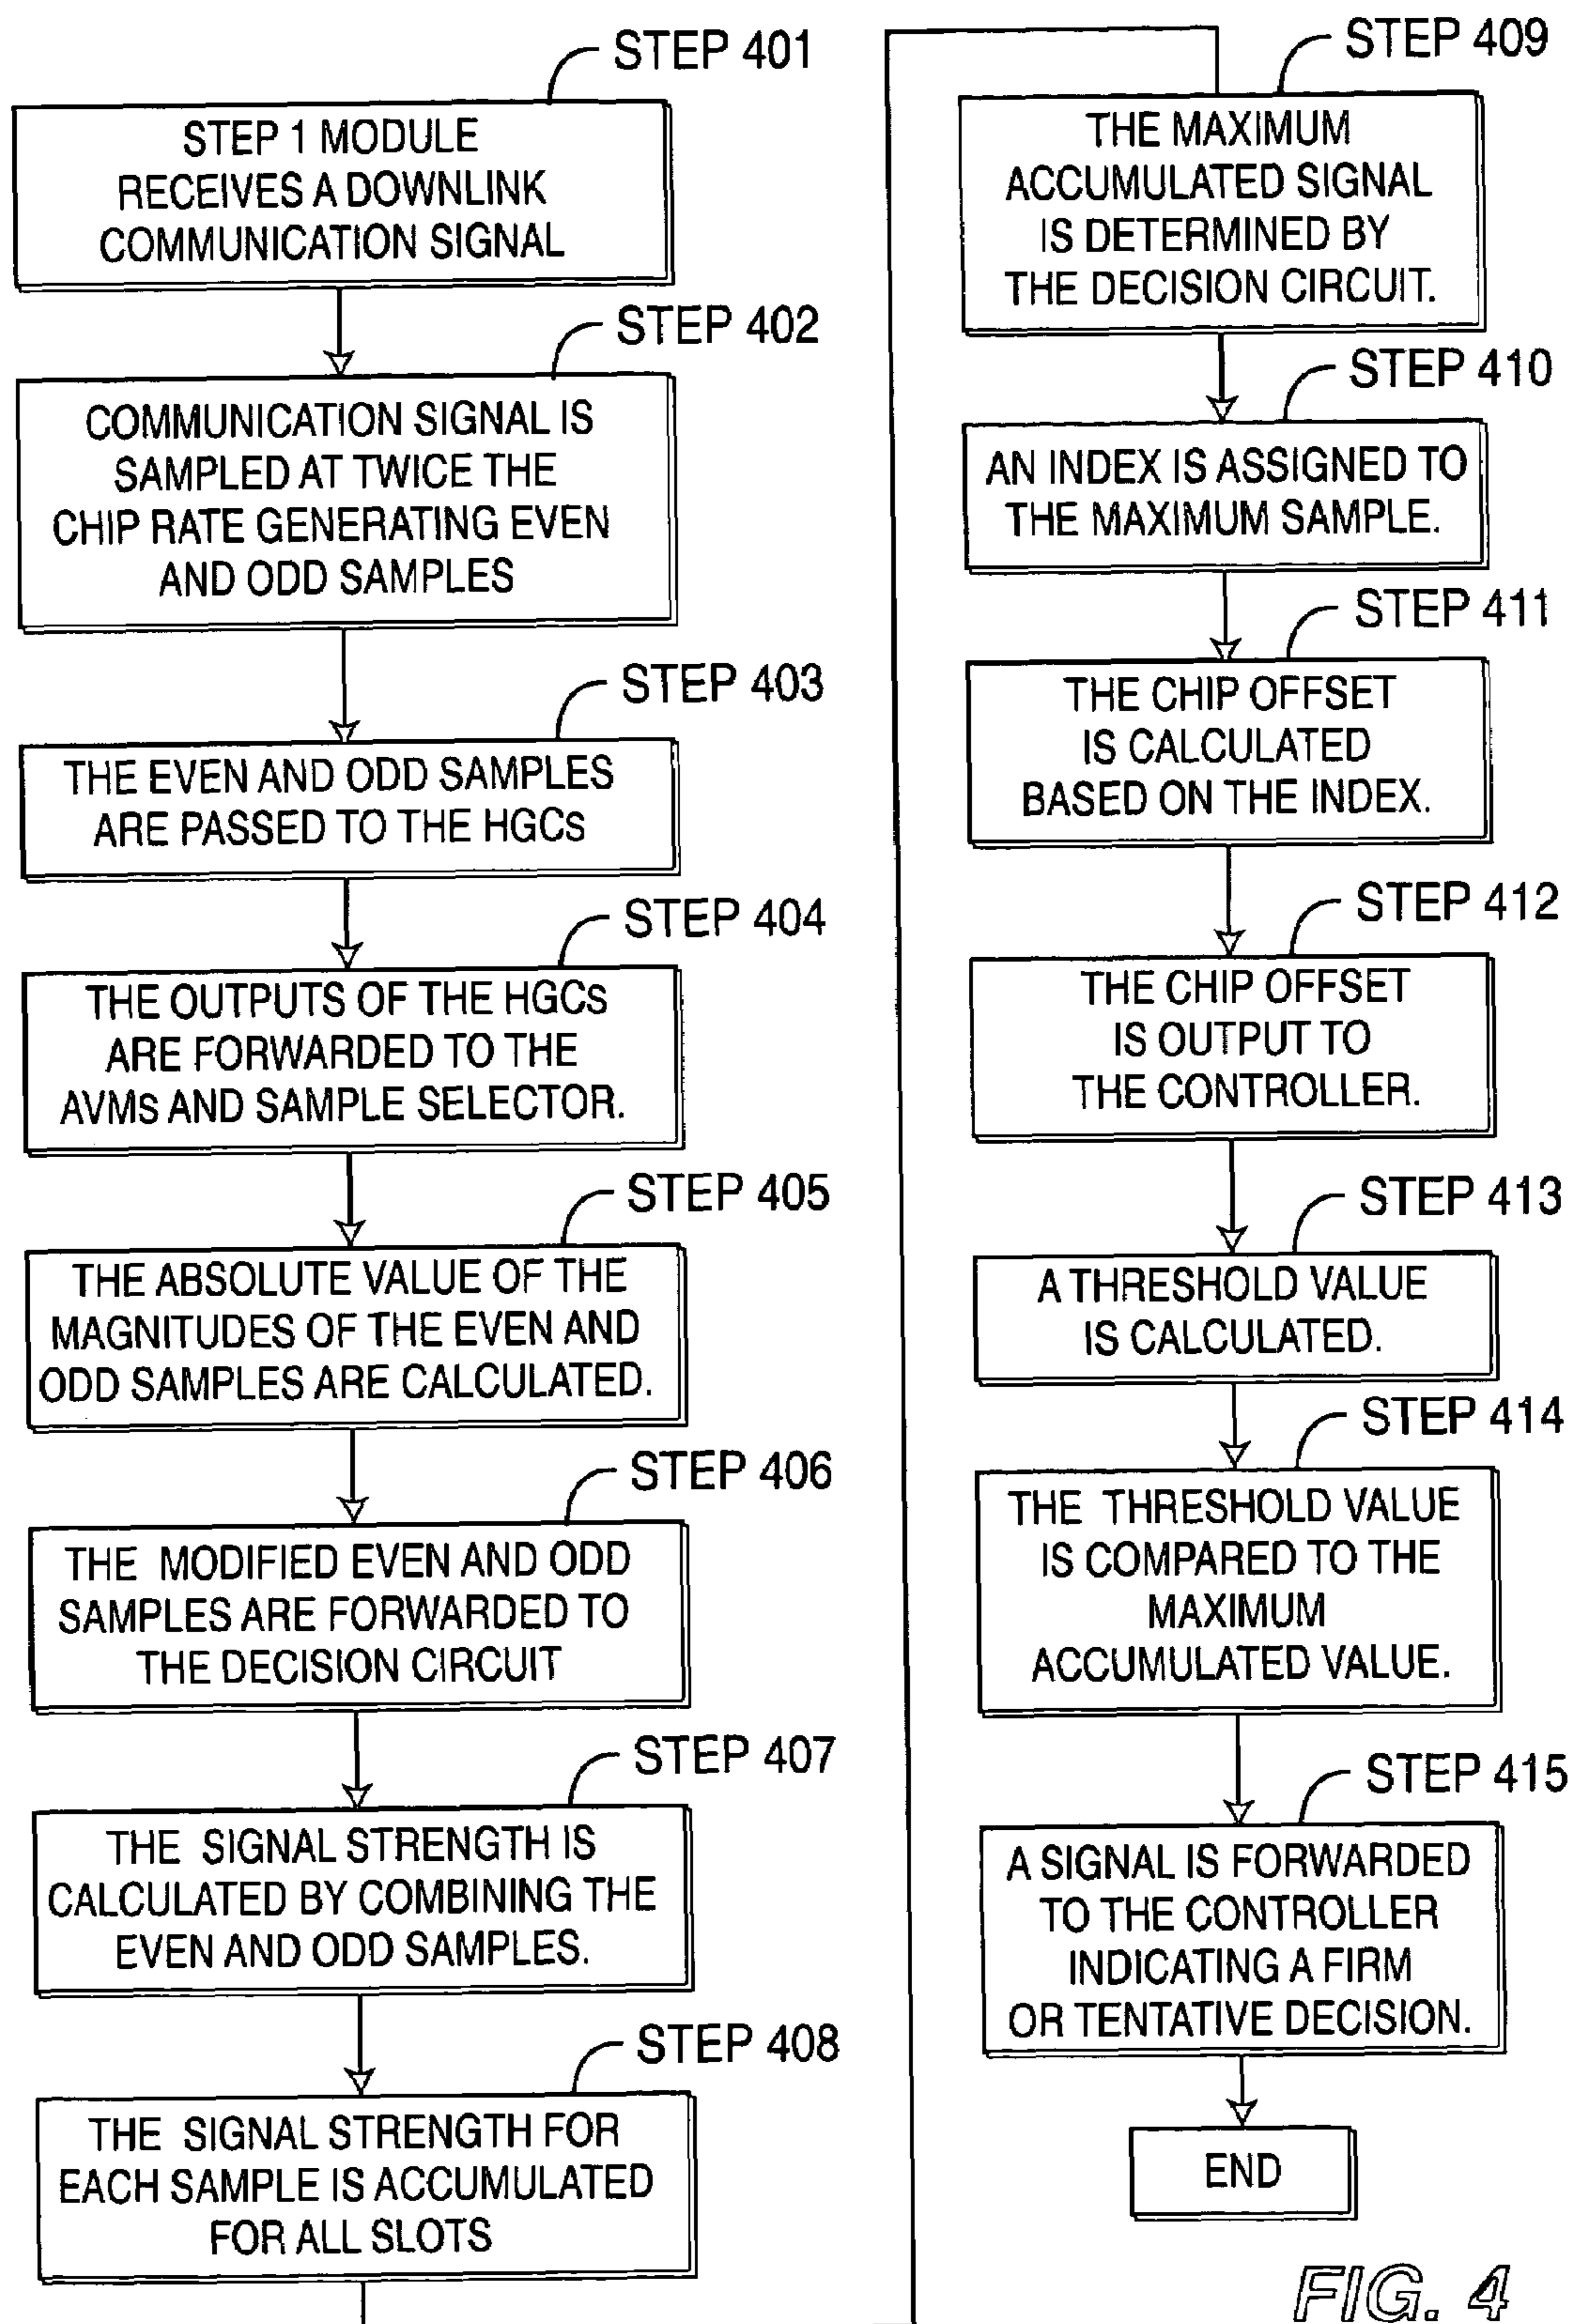 STEP 401
STEP 1 MODULE
RECEIVES A DOWNLINK
COMMUNICATION SIGNAL
STEP 402
COMMUNICATION SIGNAL IS
SAMPLED AT TWICE THE
CHIP RATE GENERATING EVEN
AND ODD SAMPLES
STEP 403
THE EVEN AND ODD SAMPLES
ARE PASSED TO THE HGCs
STEP 404
THE OUTPUTS OF THE HGCs
ARE FORWARDED TO THE
AVMs AND SAMPLE SELECTOR.
STEP 405
THE ABSOLUTE VALUE OF THE
MAGNITUDES OF THE EVEN AND
ODD SAMPLES ARE CALCULATED.
STEP 406
THE MODIFIED EVEN AND ODD
SAMPLES ARE FORWARDED TO
THE DECISION CIRCUIT
STEP 407
THE SIGNAL STRENGTH IS
CALCULATED BY COMBINING THE
EVEN AND ODD SAMPLES.
STEP 408
THE SIGNAL STRENGTH FOR
EACH SAMPLE IS ACCUMULATED
FOR ALL SLOTS
STEP 409
THE MAXIMUM
ACCUMULATED SIGNAL
IS DETERMINED BY
THE DECISION CIRCUIT.
STEP 410
AN INDEX IS ASSIGNED TO
THE MAXIMUM SAMPLE.
STEP 411
THE CHIP OFFSET
IS CALCULATED
BASED ON THE INDEX.
STEP 412
THE CHIP OFFSET
IS OUTPUT TO
THE CONTROLLER.
STEP 413
A THRESHOLD VALUE
IS CALCULATED.
STEP 414
THE THRESHOLD VALUE
IS COMPARED TO THE
MAXIMUM
ACCUMULATED VALUE.
STEP 415
A SIGNAL IS FORWARDED
TO THE CONTROLLER
INDICATING A FIRM
OR TENTATIVE DECISION.
END
FIG. 4